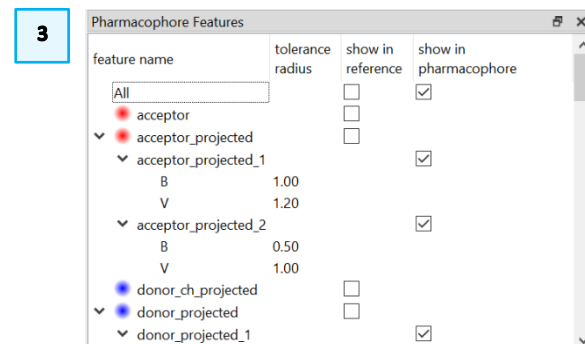 3
Pharmacophore Features
feature name tolerance radius show in reference show in pharmacophore
All
acceptor
acceptor_projected
acceptor_projected_1
B 1.00
V 1.20
acceptor_projected_2
B 0.50
V 1.00
donor_ch_projected
donor_projected
donor_projected_1